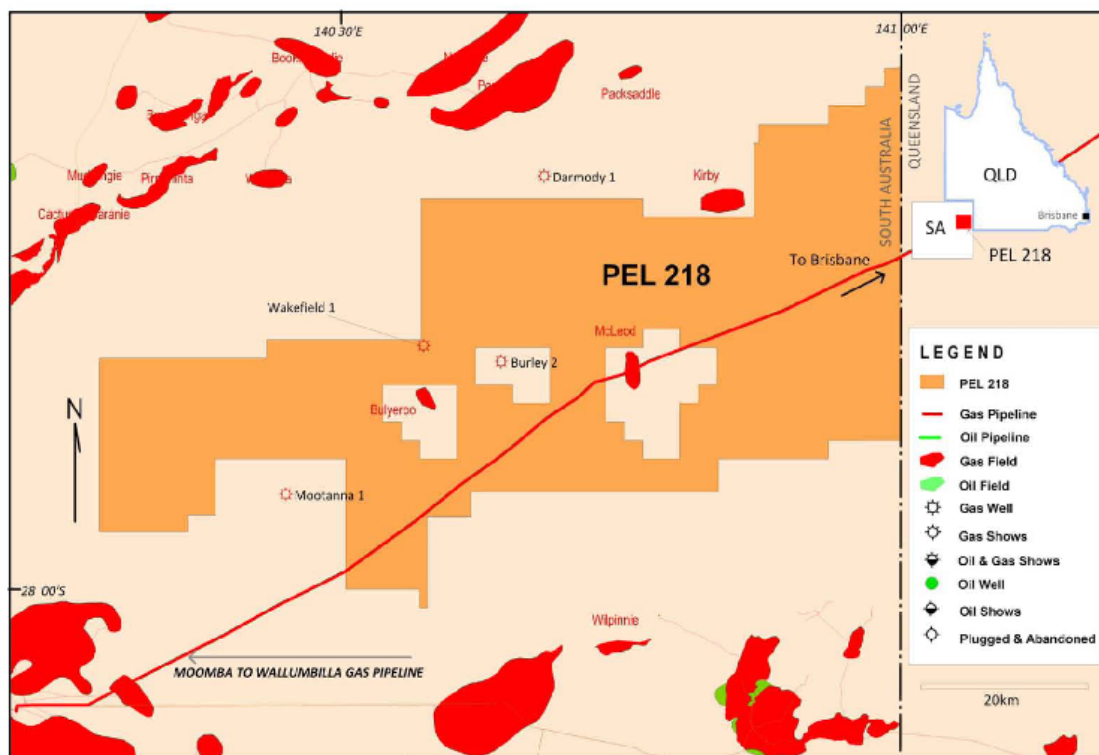 140 30'E
141 00'E
Packsaddle
Darmody 1
Kirby
SOUTH AUSTRALIA
QUEENSLAND
QLD
Brisbane
SA
PEL 218
PEL 218
To Brisbane
Wakefield 1
McLeod
Burley 2
Bulyeroo
N
Mootanna 1
28 00'S
Wilpinnie
MOOMBA TO WALLUMBILLA GAS PIPELINE
LEGEND
PEL 218
Gas Pipeline
Oil Pipeline
Gas Field
Oil Field
Gas Well
Gas Shows
Oil & Gas Shows
Oil Well
Oil Shows
Plugged & Abandoned
20km